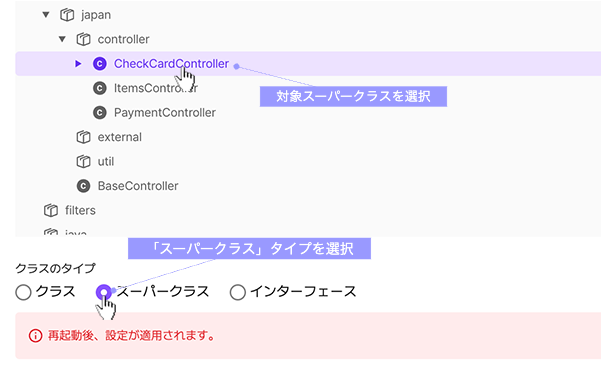 japan
controller
CheckCardController
対象スーパークラスを選択
ItemsController
PaymentController
external
util
BaseController
filters
java
「スーパークラス」タイプを選択
クラスのタイプ
クラス スーパークラス インターフェース
再起動後、設定が適用されます。